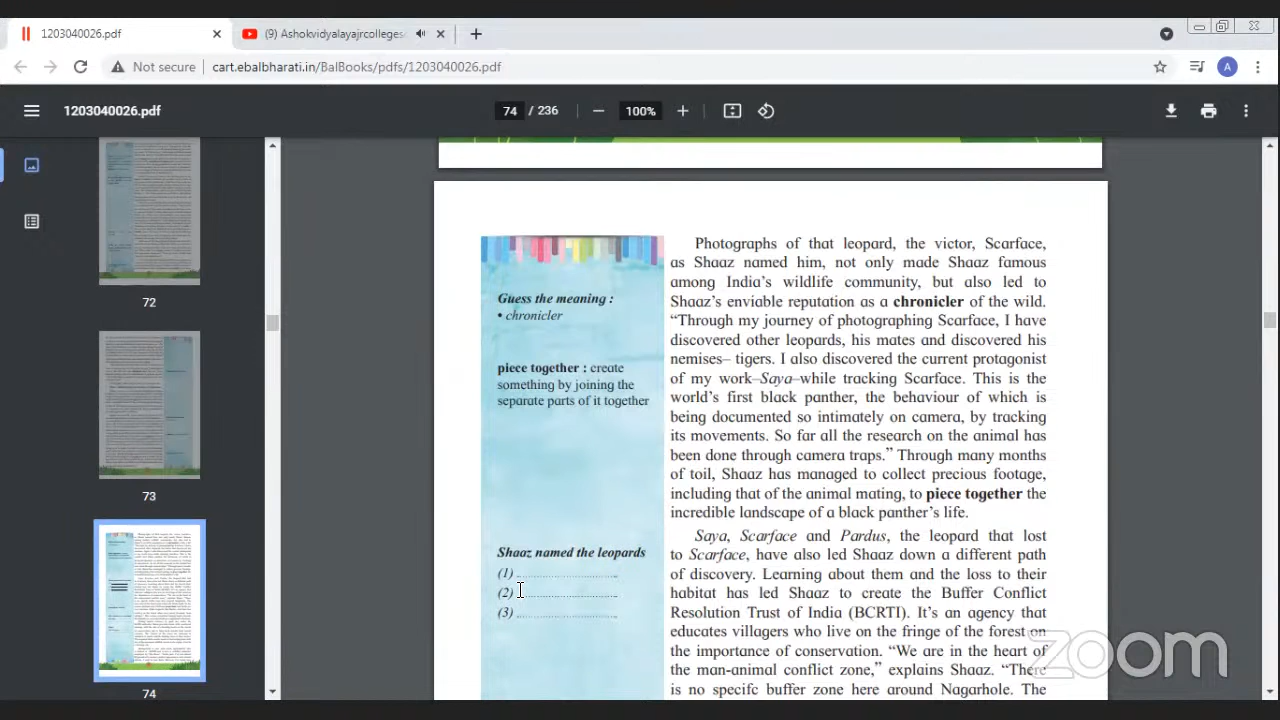 1203040026.pdf
(9) Ashokvidyalayajrcolleges
Not secure
cart.ebalbharati.in/BalBooks/pdfs/1203040026.pdf
A
1203040026.pdf
74 / 236
100%
72
73
74
Guess the meaning :
• chronicler
piece together : create
something by joining the
separate parts of it together
Shaaz named the leopards
(1)
(2)
(3)
Photographs of that leopard, the victor, Scarface,
as Shaaz named him, not only made Shaaz famous
among India's wildlife community, but also led to
Shaaz's enviable reputation as a chronicler of the wild.
“Through my journey of photographing Scarface, I have
discovered other leopards, his mates and discovered his
nemises– tigers. I also discovered the current protagonist
of my work–Saya–while tracking Scarface. This is the
world's first black panther, the behaviour of which is
being documented so intimately on camera, by tracking
its movements. So far all the research on the animal has
been done through camera traps.” Through many months
of toil, Shaaz has managed to collect precious footage,
including that of the animal mating, to piece together the
incredible landscape of a black panther's life.
Saya, Scarface and Pardus, the leopard that lost
to Scarface, have also led Shaaz down a different path
of discovery. Learning about them and the loss to their
habitat has led Shaaz to create the Buffer Conflict
Resolution Trust of India (BCRTI). It's an agency that
educates villagers who live on the fringe of the forest on
the importance of conservation. “We are in the heart of
the man-animal conflict zone,” explains Shaaz. “There
is no specifc buffer zone here around Nagarhole. The
zoom